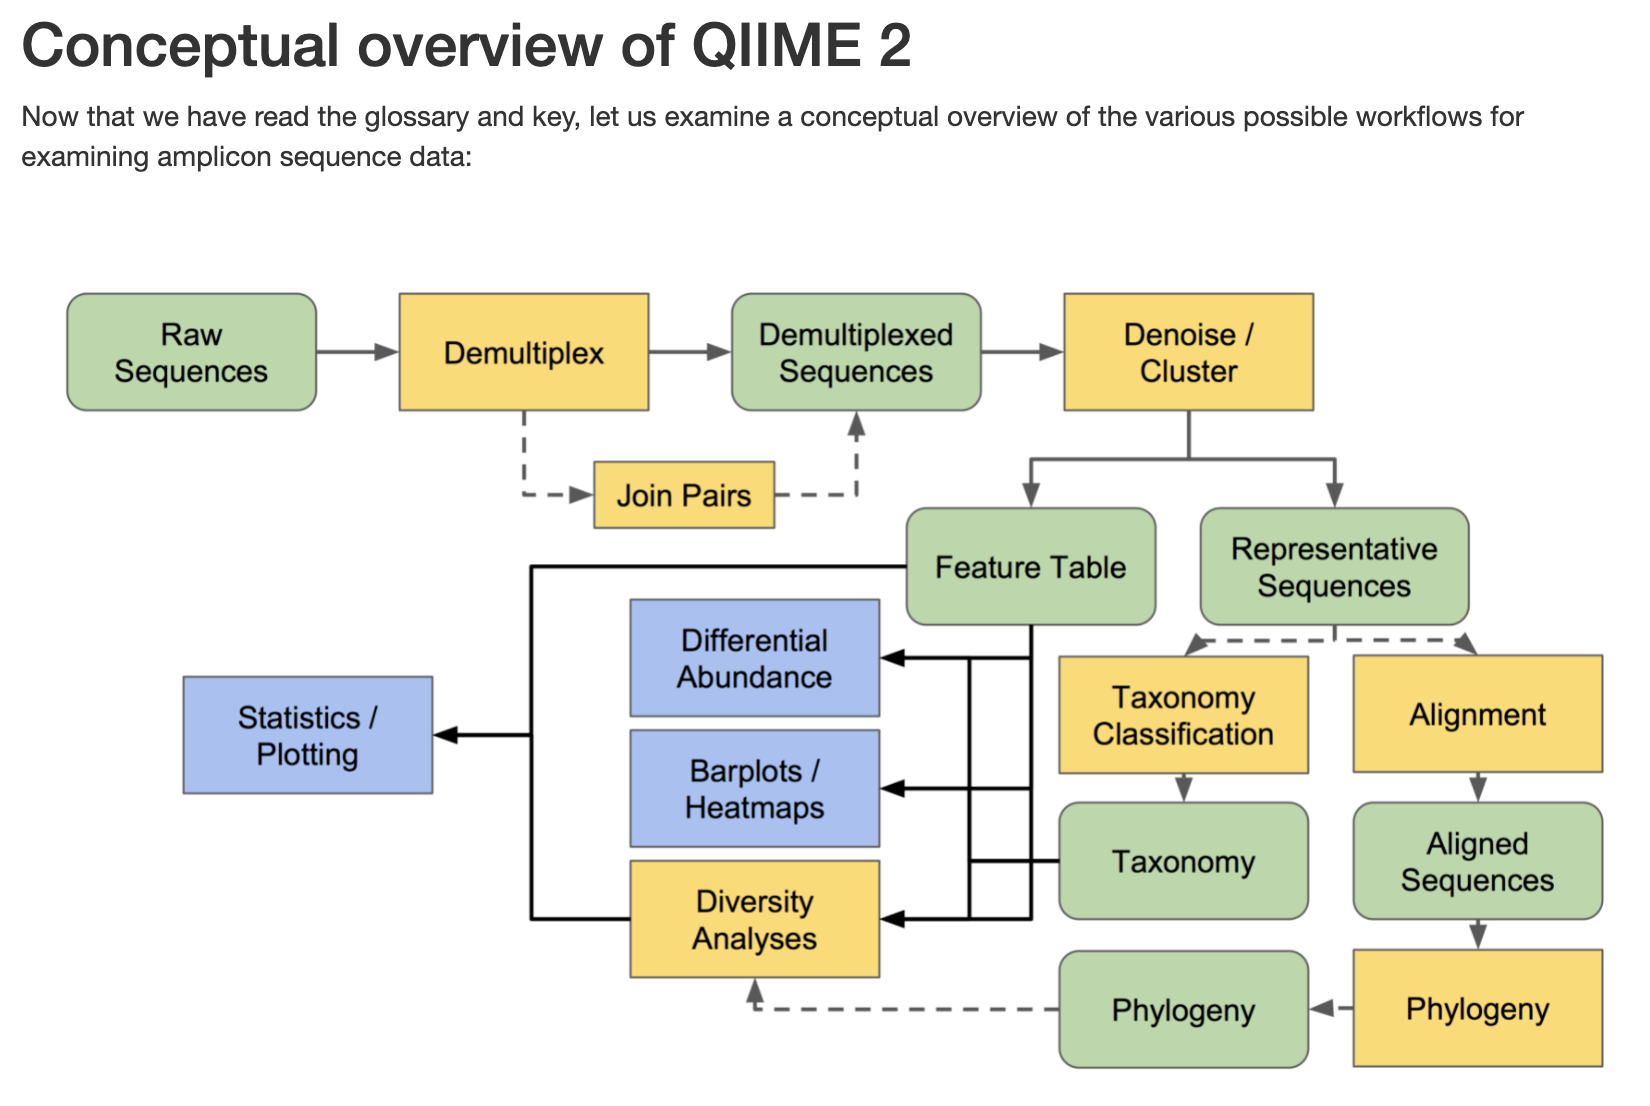 Conceptual overview of QIIME 2
Now that we have read the glossary and key, let us examine a conceptual overview of the various possible workflows for
examining amplicon sequence data:
Raw
Sequences
Demultiplex
Demultiplexed
Sequences
Denoise /
Cluster
Join Pairs
Feature Table
Representative
Sequences
Differential
Abundance
Statistics /
Plotting
Taxonomy
Classification
Alignment
Barplots /
Heatmaps
Taxonomy
Aligned
Sequences
Diversity
Analyses
Phylogeny
Phylogeny